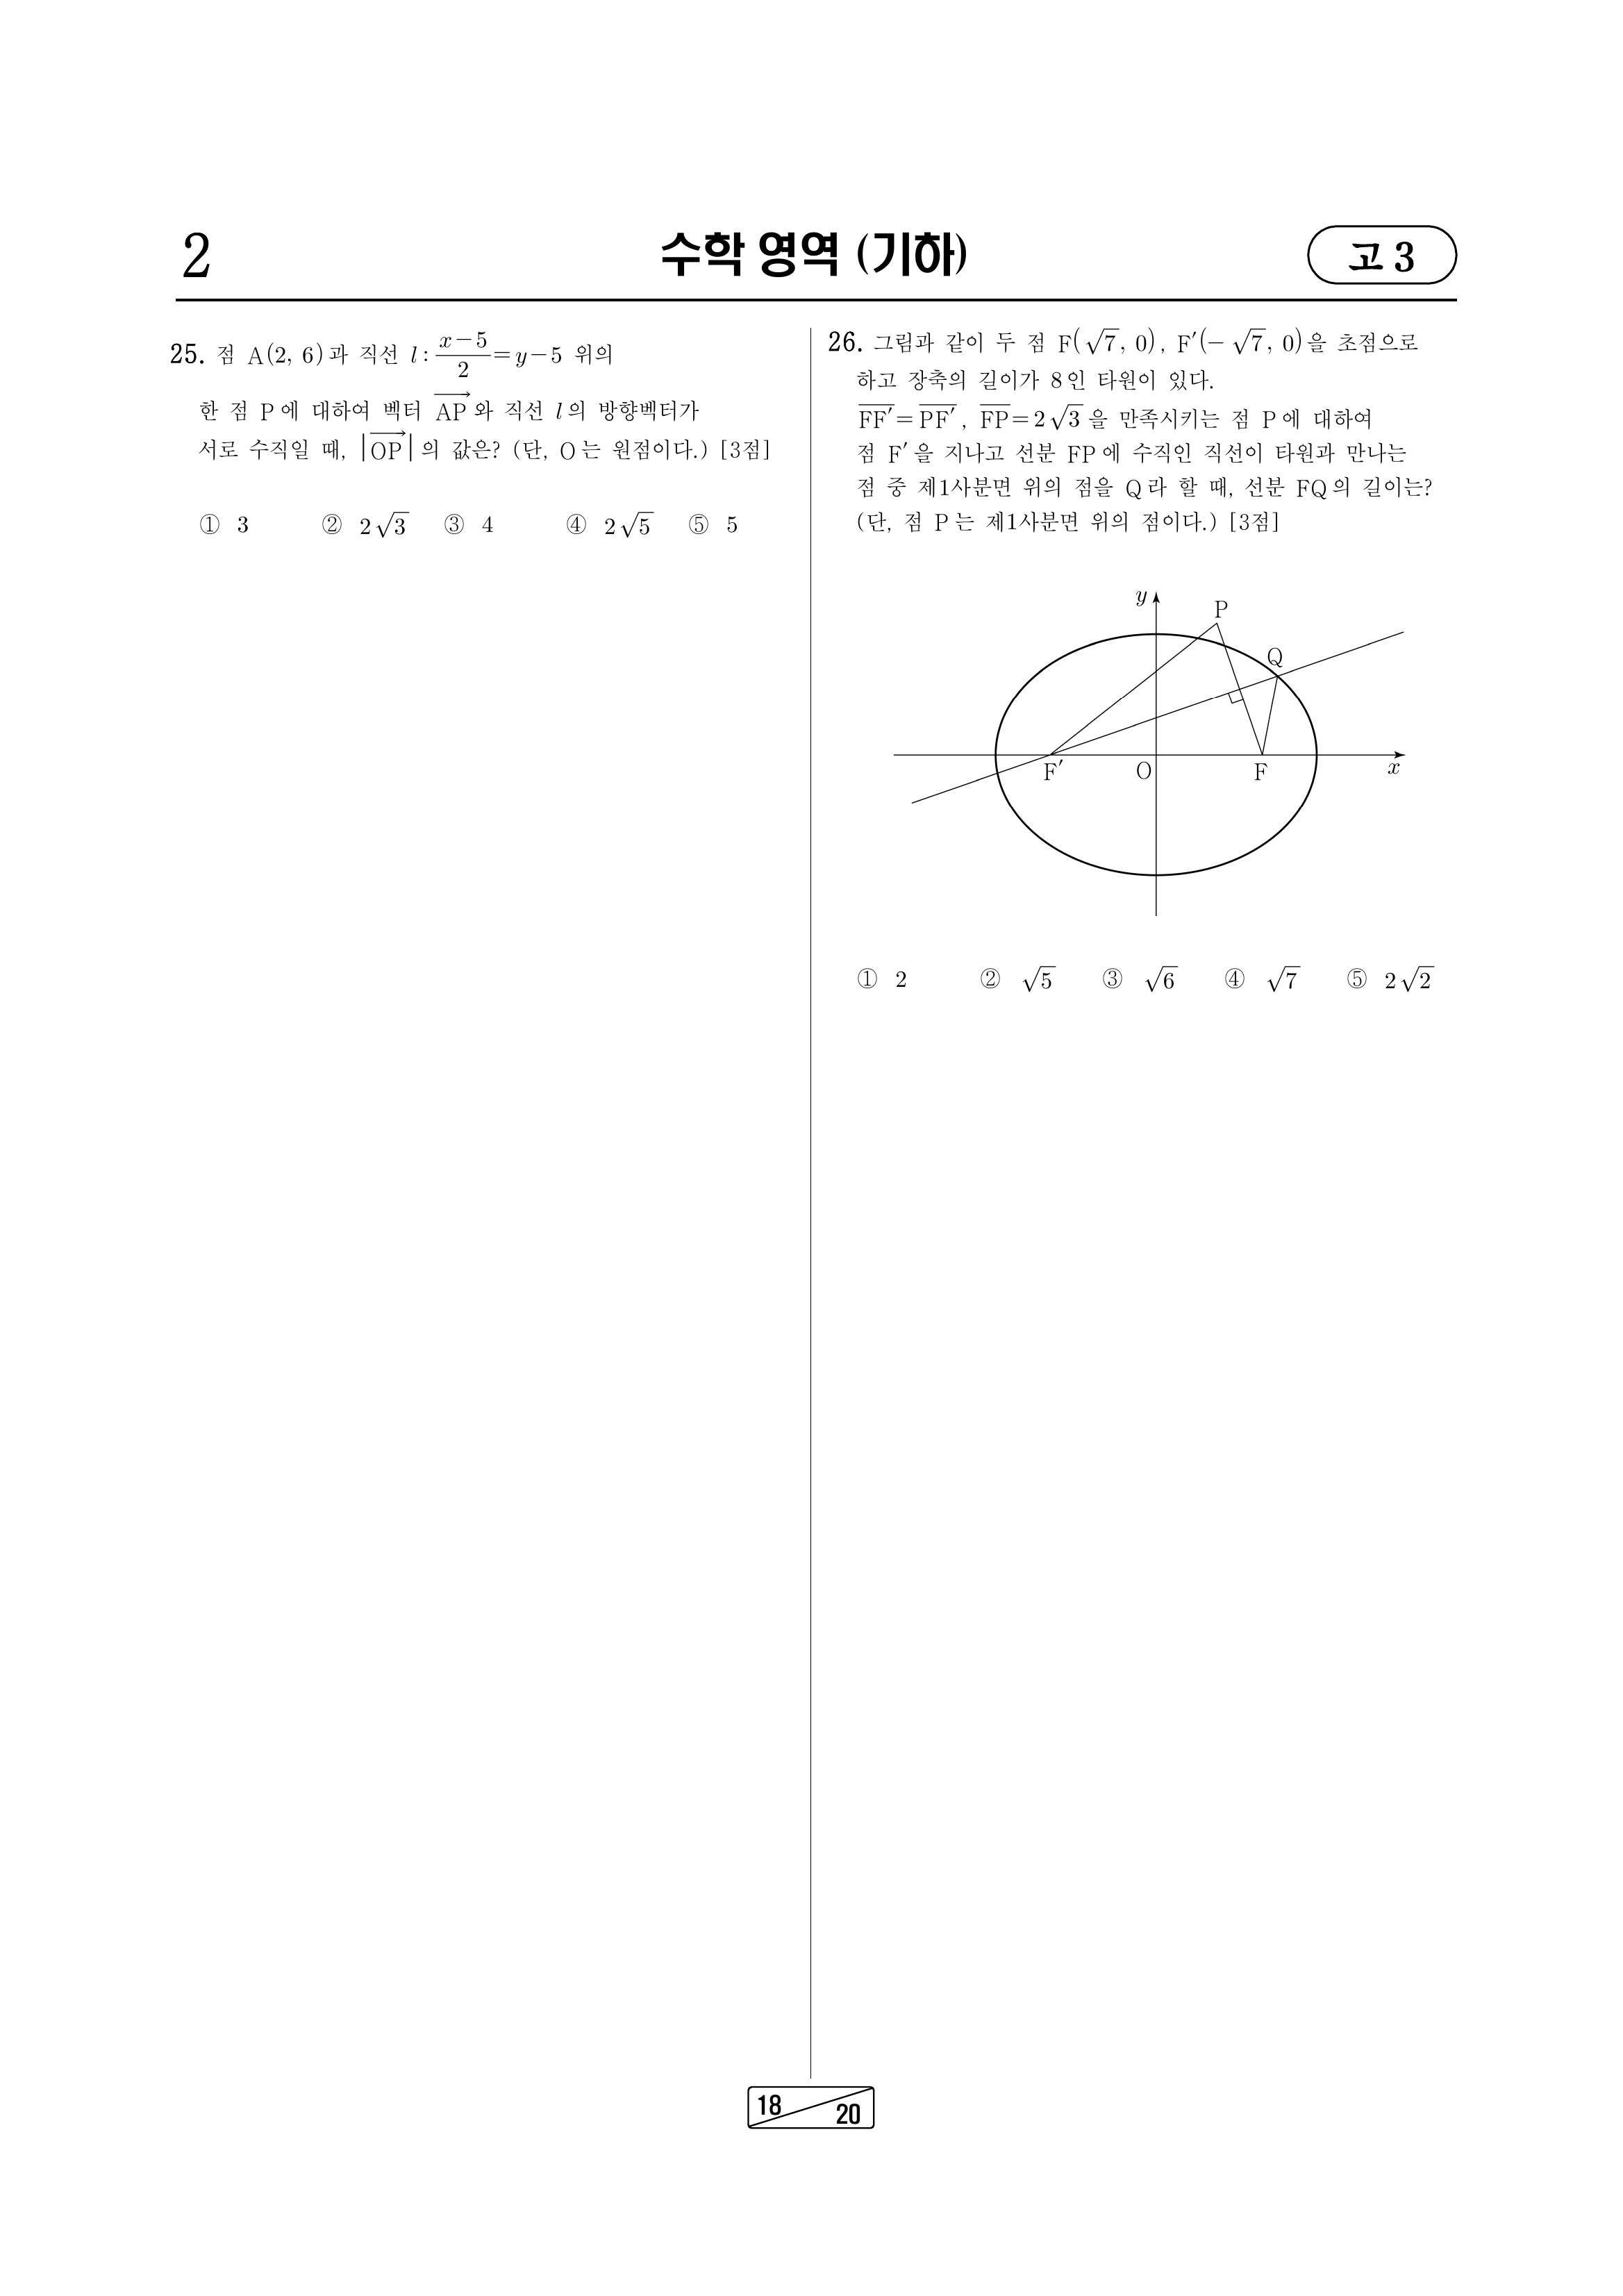 2
수학 영역 (기하)
고 3
25. 점 A(2, 6)과 직선 l : \frac{x-5}{2} = y-5 위의
한 점 P에 대하여 벡터 \overrightarrow{AP}와 직선 l의 방향벡터가
서로 수직일 때, |\overrightarrow{OP}|의 값은? (단, O는 원점이다.) [3점]
① 3 ② 2√3 ③ 4 ④ 2√5 ⑤ 5
26. 그림과 같이 두 점 F(√7, 0), F′(−√7, 0)을 초점으로
하고 장축의 길이가 8인 타원이 있다.
\overline{FF′} = \overline{PF′}, \overline{FP} = 2√3을 만족시키는 점 P에 대하여
점 F′을 지나고 선분 FP에 수직인 직선이 타원과 만나는
점 중 제1사분면 위의 점을 Q라 할 때, 선분 FQ의 길이는?
(단, 점 P는 제1사분면 위의 점이다.) [3점]
y
P
Q
F′
O
F
x
① 2 ② √5 ③ √6 ④ √7 ⑤ 2√2
18
20